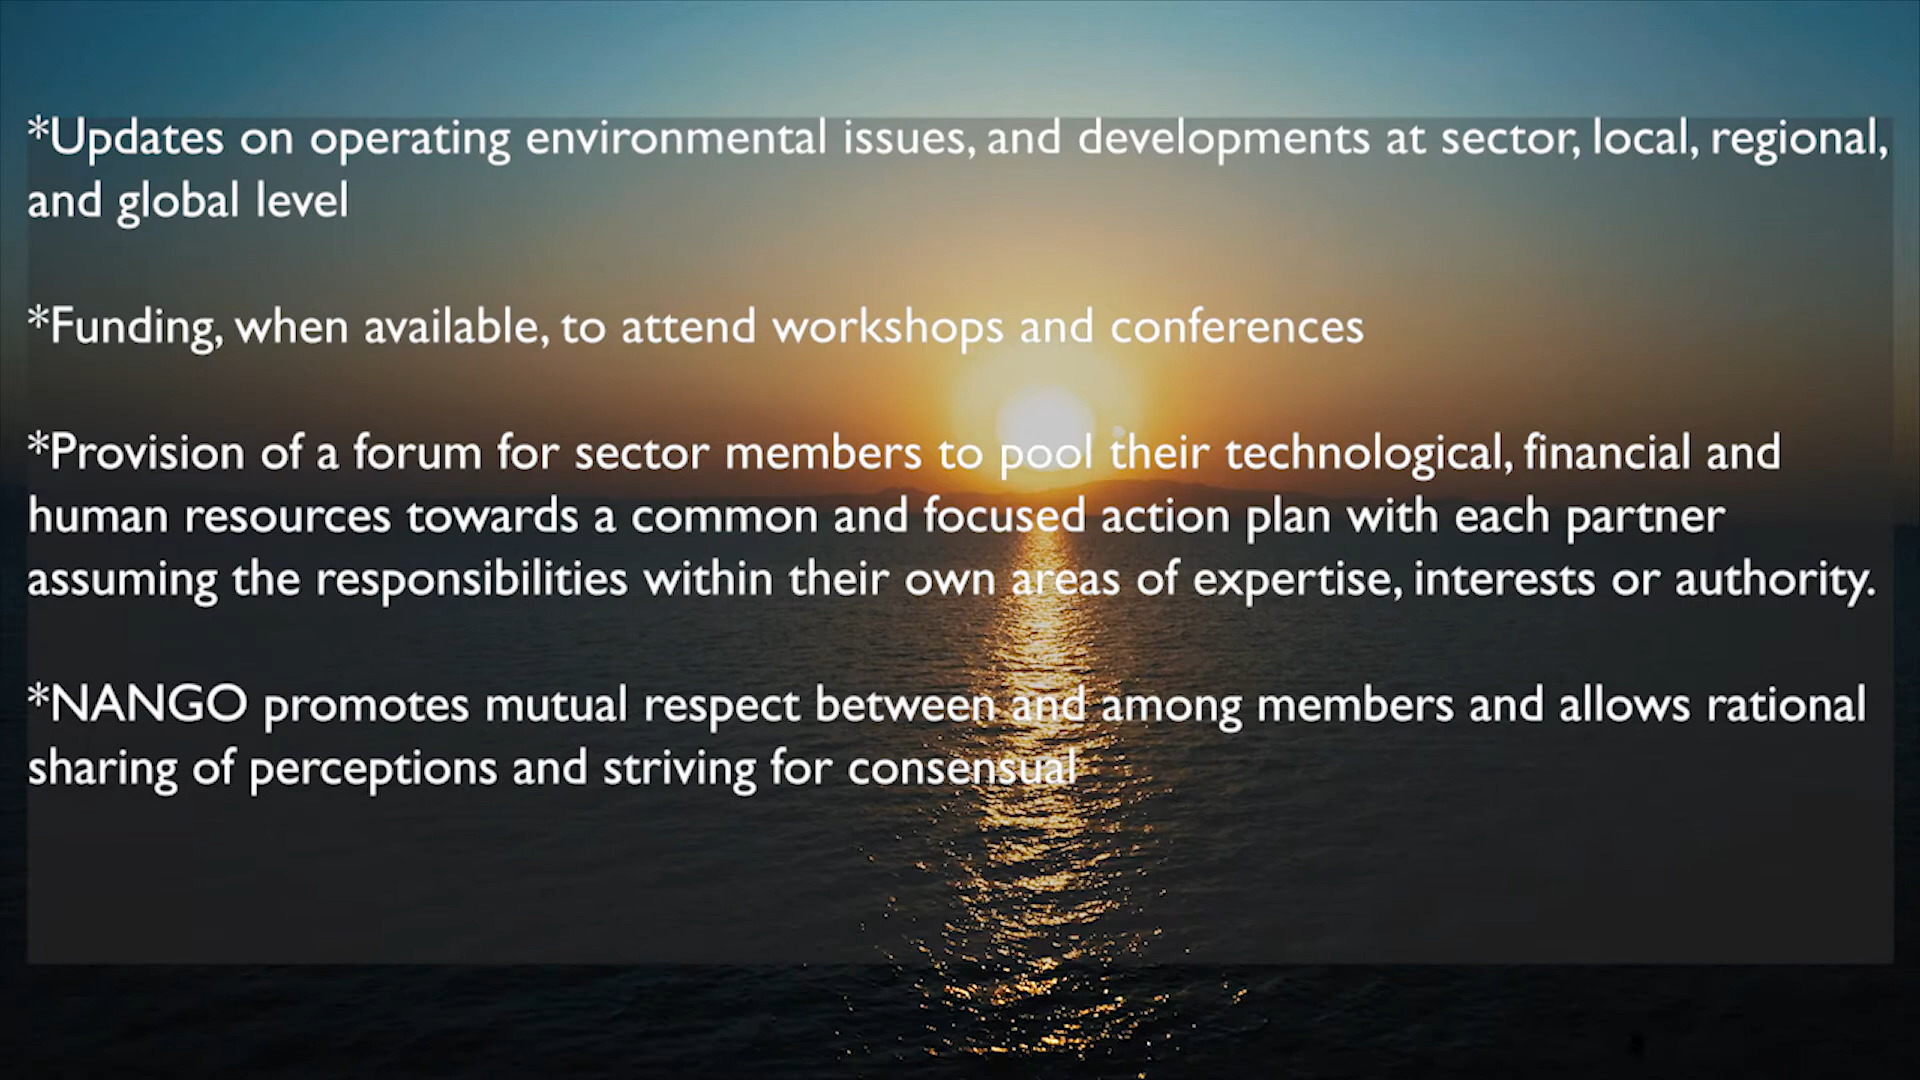 *Updates on operating environmental issues, and developments at sector, local, regional,
and global level
*Funding, when available, to attend workshops and conferences
*Provision of a forum for sector members to pool their technological, financial and
human resources towards a common and focused action plan with each partner
assuming the responsibilities within their own areas of expertise, interests or authority.
*NANGO promotes mutual respect between and among members and allows rational
sharing of perceptions and striving for consensual